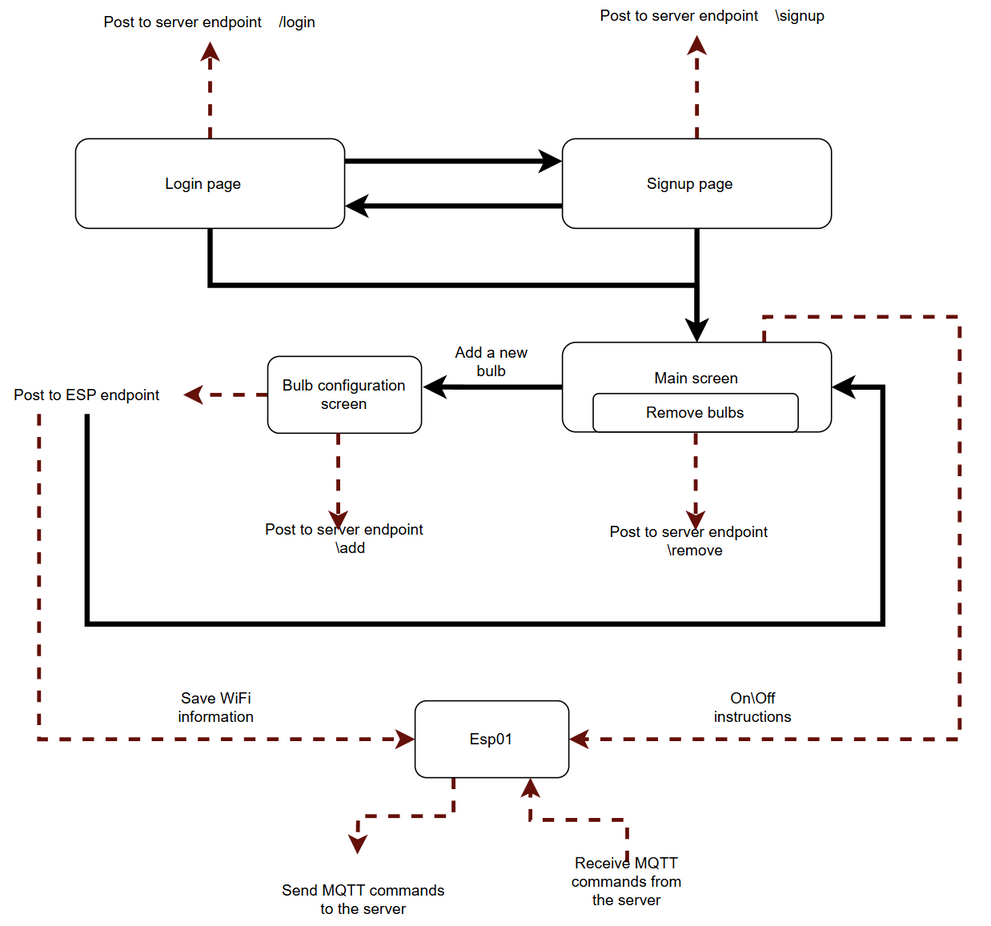 Post to server endpoint    /login
Post to server endpoint    \signup
Login page
Signup page
Add a new
bulb
Bulb configuration
screen
Main screen
Remove bulbs
Post to ESP endpoint
Post to server endpoint
\add
Post to server endpoint
\remove
Save WiFi
information
On\Off
instructions
Esp01
Send MQTT commands
to the server
Receive MQTT
commands from
the server